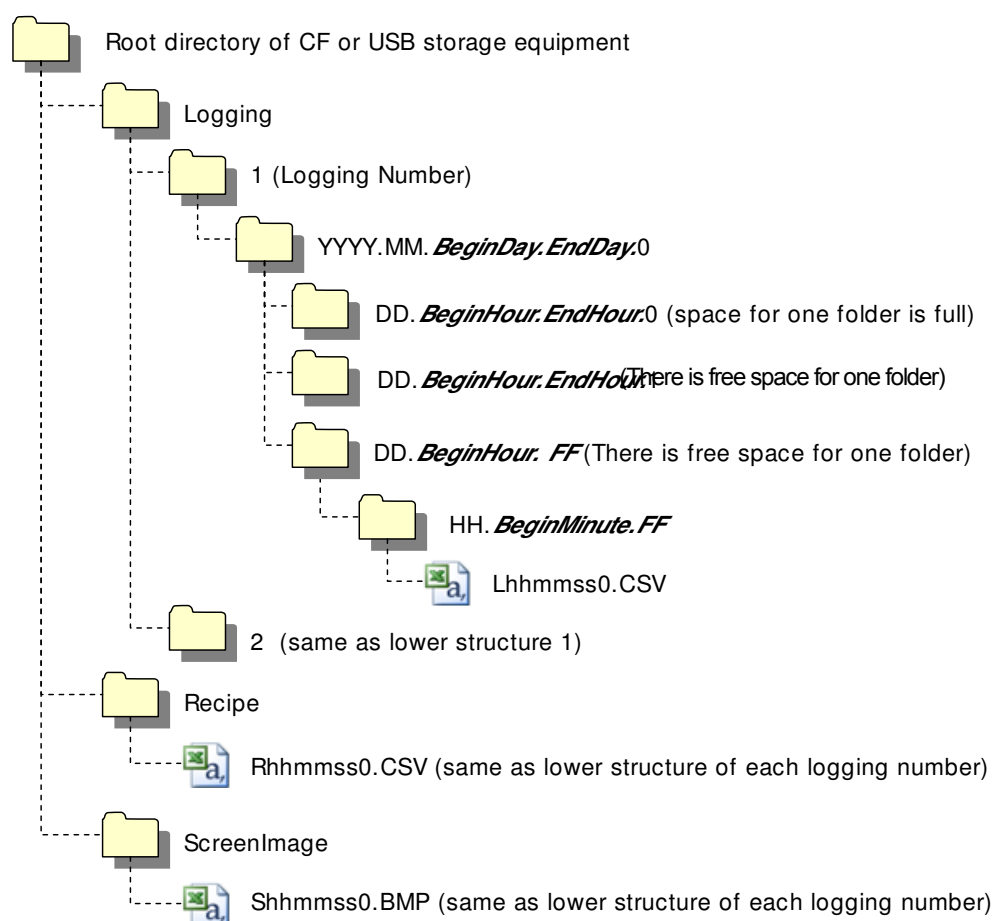 Root directory of CF or USB storage equipment
Logging
1 (Logging Number)
YYYY.MM.BeginDay.EndDay.0
DD.BeginHour.EndHour.0 (space for one folder is full)
DD.BeginHour.EndHour. (There is free space for one folder)
DD.BeginHour. FF (There is free space for one folder)
HH.BeginMinute.FF
Lhhmmss0.CSV
2 (same as lower structure 1)
Recipe
Rhhmmss0.CSV (same as lower structure of each logging number)
ScreenImage
Shhmmss0.BMP (same as lower structure of each logging number)